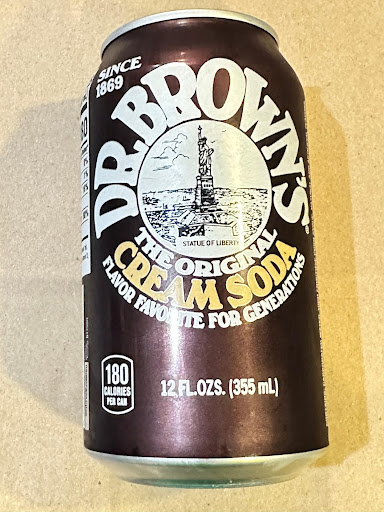 SINCE
1869
DR. BROWN'S®
STATUE OF LIBERTY
THE ORIGINAL
CREAM SODA
FLAVOR FAVORITE FOR GENERATIONS
180
CALORIES
PER CAN
12 FL.OZS. (355 mL)